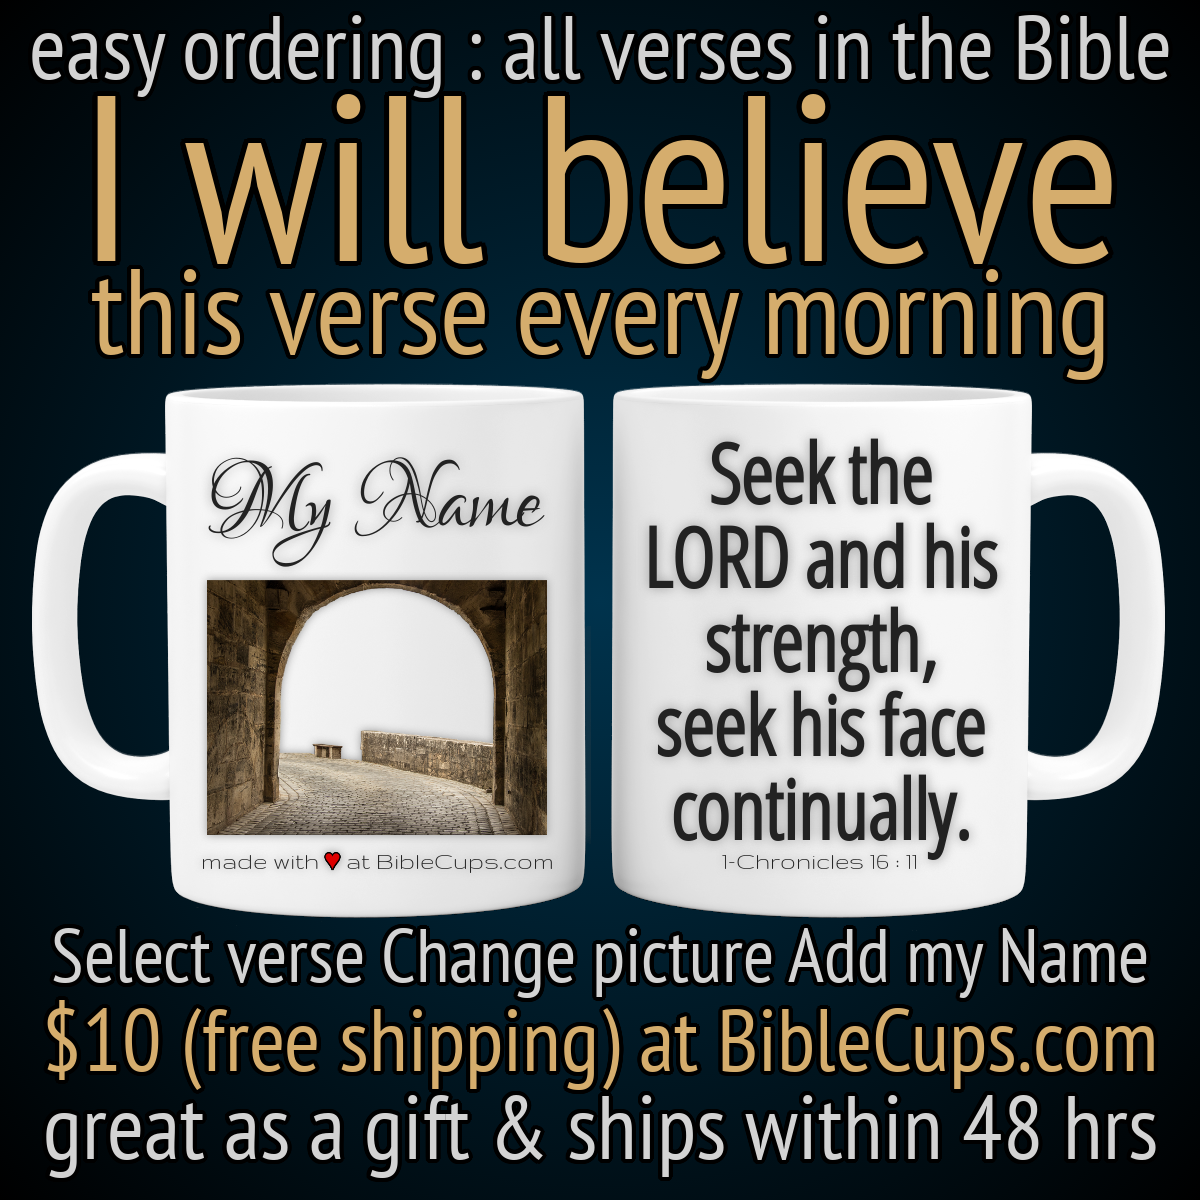 easy ordering : all verses in the Bible
I will believe
this verse every morning
My Name
made with ♥ at BibleCups.com
Seek the
LORD and his
strength,
seek his face
continually.
1-Chronicles 16 : 11
Select verse Change picture Add my Name
$10 (free shipping) at BibleCups.com
great as a gift & ships within 48 hrs